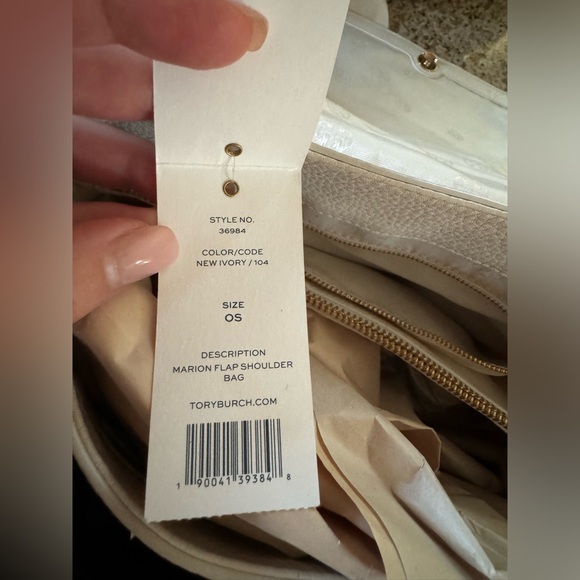 STYLE NO.
36984
COLOR/CODE
NEW IVORY / 104
SIZE
OS
DESCRIPTION
MARION FLAP SHOULDER
BAG
TORYBURCH.COM
1 90041 39384 8